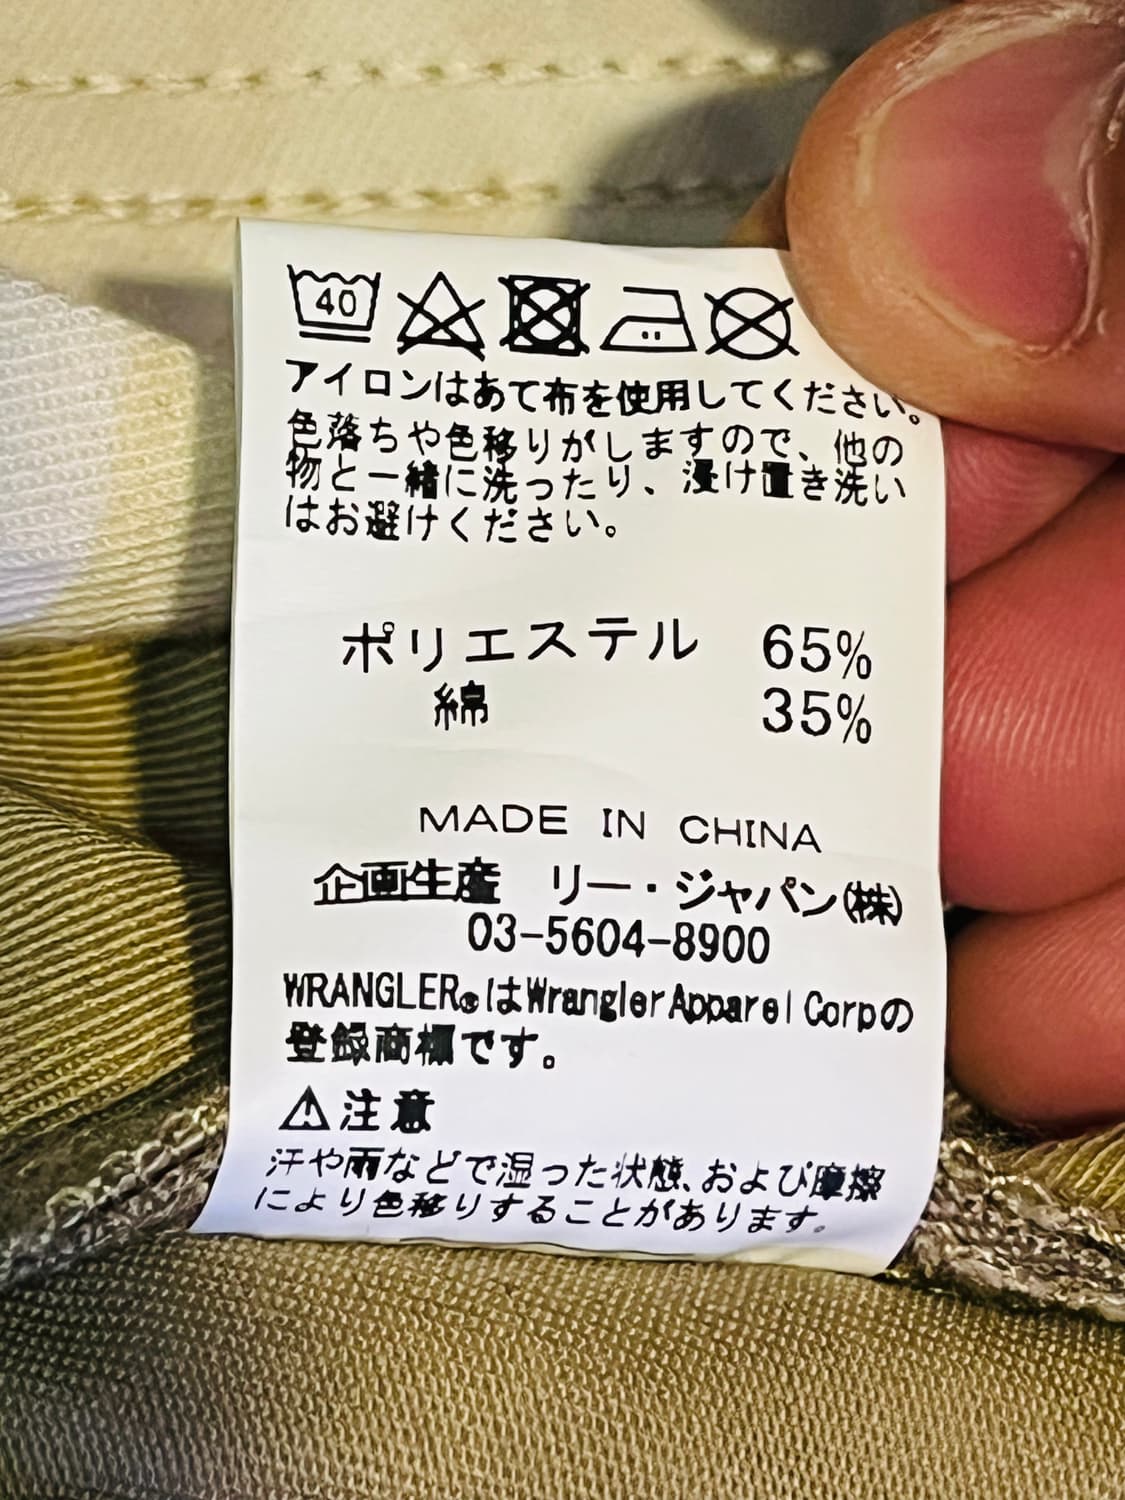 40
アイロンはあて布を使用してください。
色落ちや色移りがしますので、他の
物と一緒に洗ったり、浸け置き洗い
はお避けください。
ポリエステル 65%
綿 35%
MADE IN CHINA
企画生産 リー・ジャパン(株)
03-5604-8900
WRANGLER®はWrangler Apparel Corpの
登録商標です。
⚠注意
汗や雨などで湿った状態、および摩擦
により色移りすることがあります。